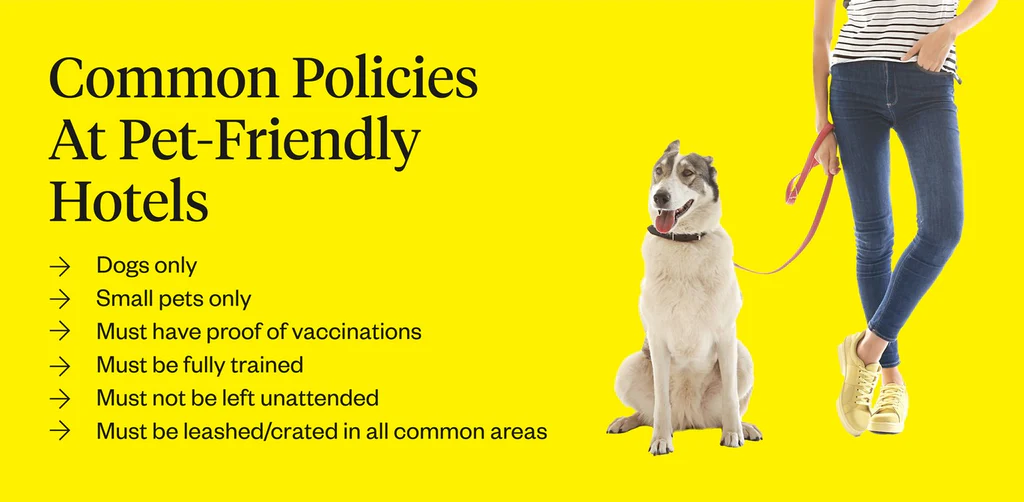 Common Policies
At Pet-Friendly
Hotels
→ Dogs only
→ Small pets only
→ Must have proof of vaccinations
→ Must be fully trained
→ Must not be left unattended
→ Must be leashed/crated in all common areas